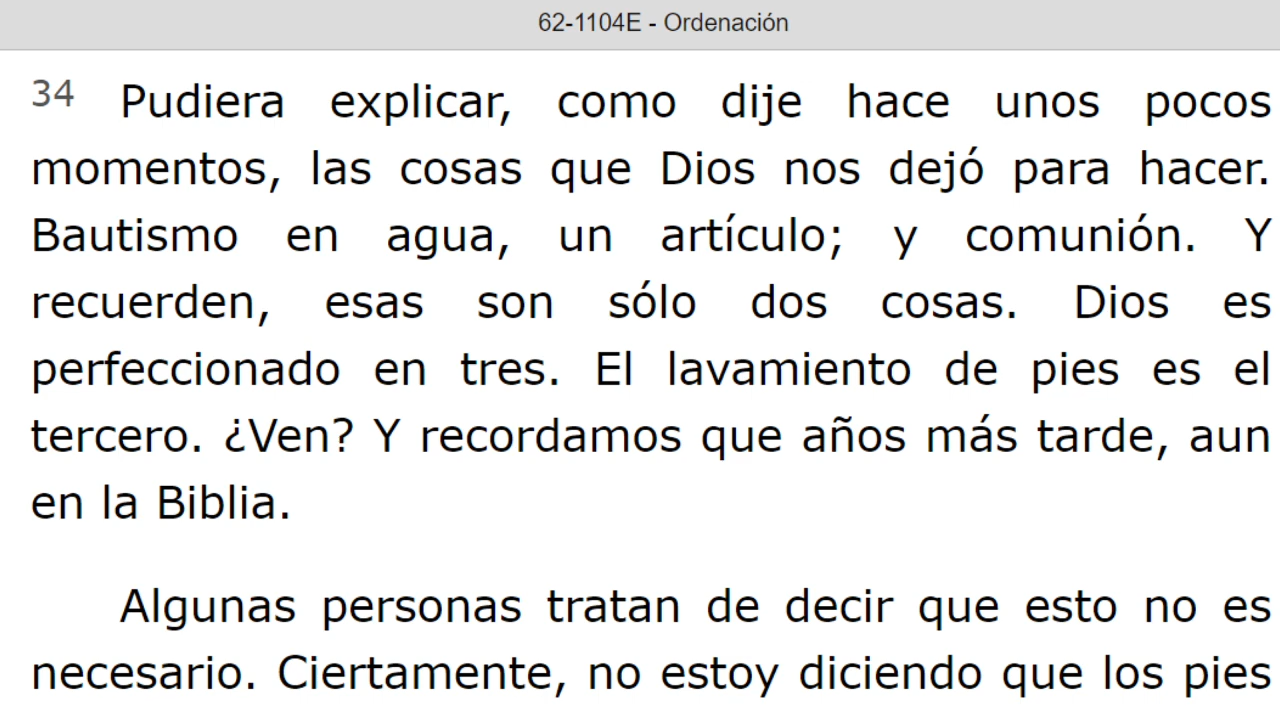 62-1104E - Ordenación
34 Pudiera explicar, como dije hace unos pocos
momentos, las cosas que Dios nos dejó para hacer.
Bautismo en agua, un artículo; y comunión. Y
recuerden, esas son sólo dos cosas. Dios es
perfeccionado en tres. El lavamiento de pies es el
tercero. ¿Ven? Y recordamos que años más tarde, aun
en la Biblia.
Algunas personas tratan de decir que esto no es
necesario. Ciertamente, no estoy diciendo que los pies